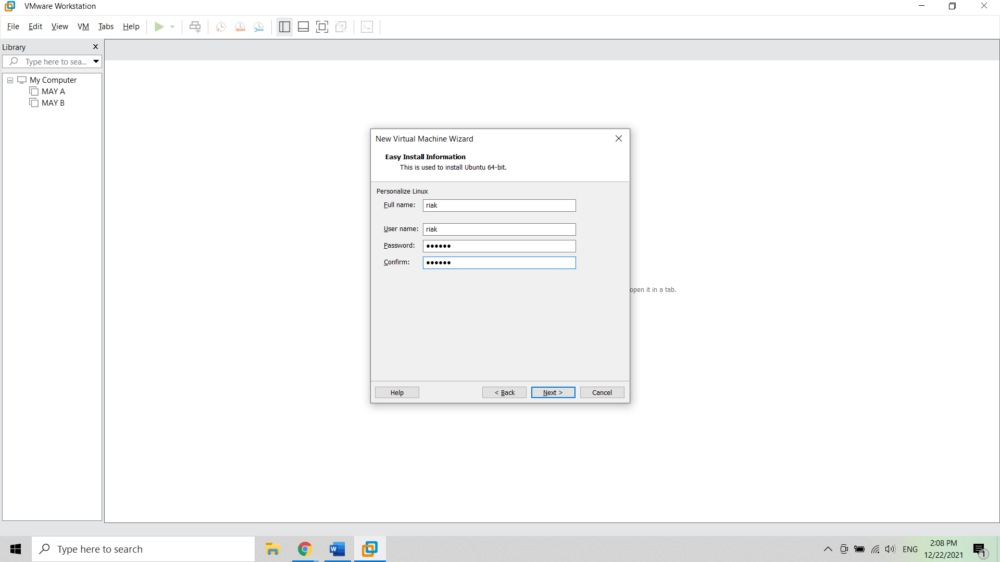 VMware Workstation
File Edit View VM Tabs Help
Library
Type here to sea...
My Computer
MAY A
MAY B
New Virtual Machine Wizard
Easy Install Information
This is used to install Ubuntu 64-bit.
Personalize Linux
Full name: riak
User name: riak
Password: ●●●●●●
Confirm: ●●●●●●
open it in a tab.
Help < Back Next > Cancel
Type here to search
ENG
2:08 PM
12/22/2021
1